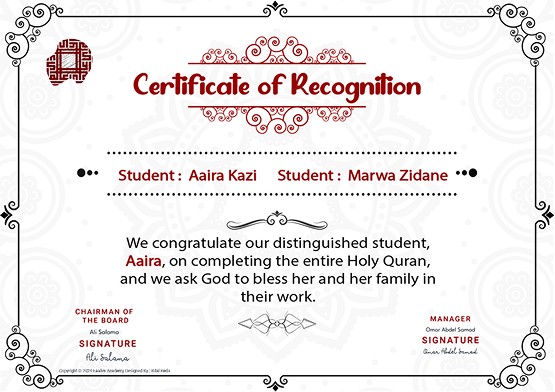 Certificate of Recognition
Student : Aaira Kazi Student : Marwa Zidane
We congratulate our distinguished student,
Aaira, on completing the entire Holy Quran,
and we ask God to bless her and her family in
their work.
CHAIRMAN OF
THE BOARD
Ali Salama
SIGNATURE
Ali Salama
MANAGER
Omar Abdel Samad
SIGNATURE
Omar Abdel Samad
Copyright © 2024 Academy Designed By :